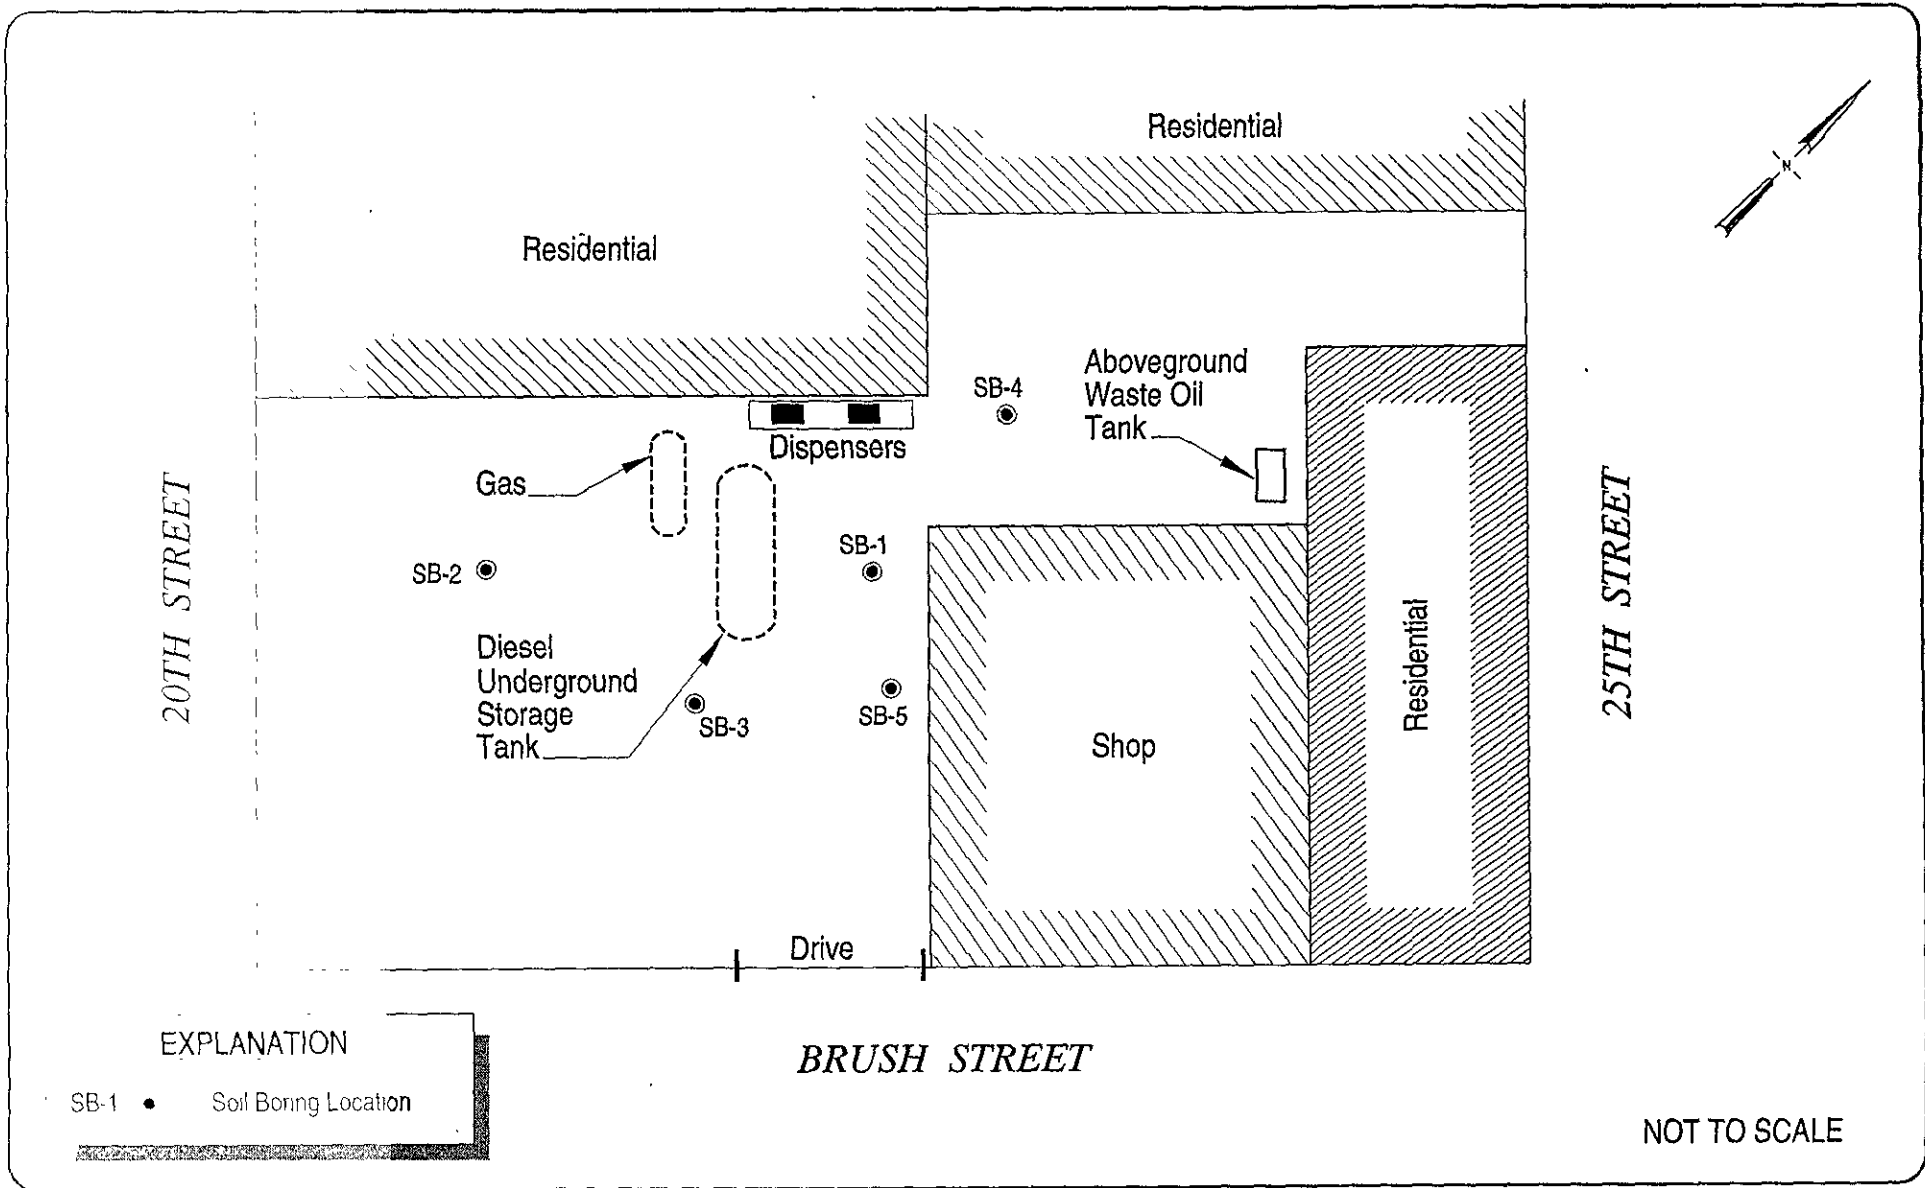 Residential
N
Residential
SB-4
Aboveground
Waste Oil
Tank
Dispensers
Gas
SB-1
SB-2
20TH STREET
25TH STREET
Diesel
Underground
Storage
Tank
SB-3
SB-5
Shop
Residential
Drive
BRUSH STREET
EXPLANATION
SB-1 Soil Boring Location
NOT TO SCALE